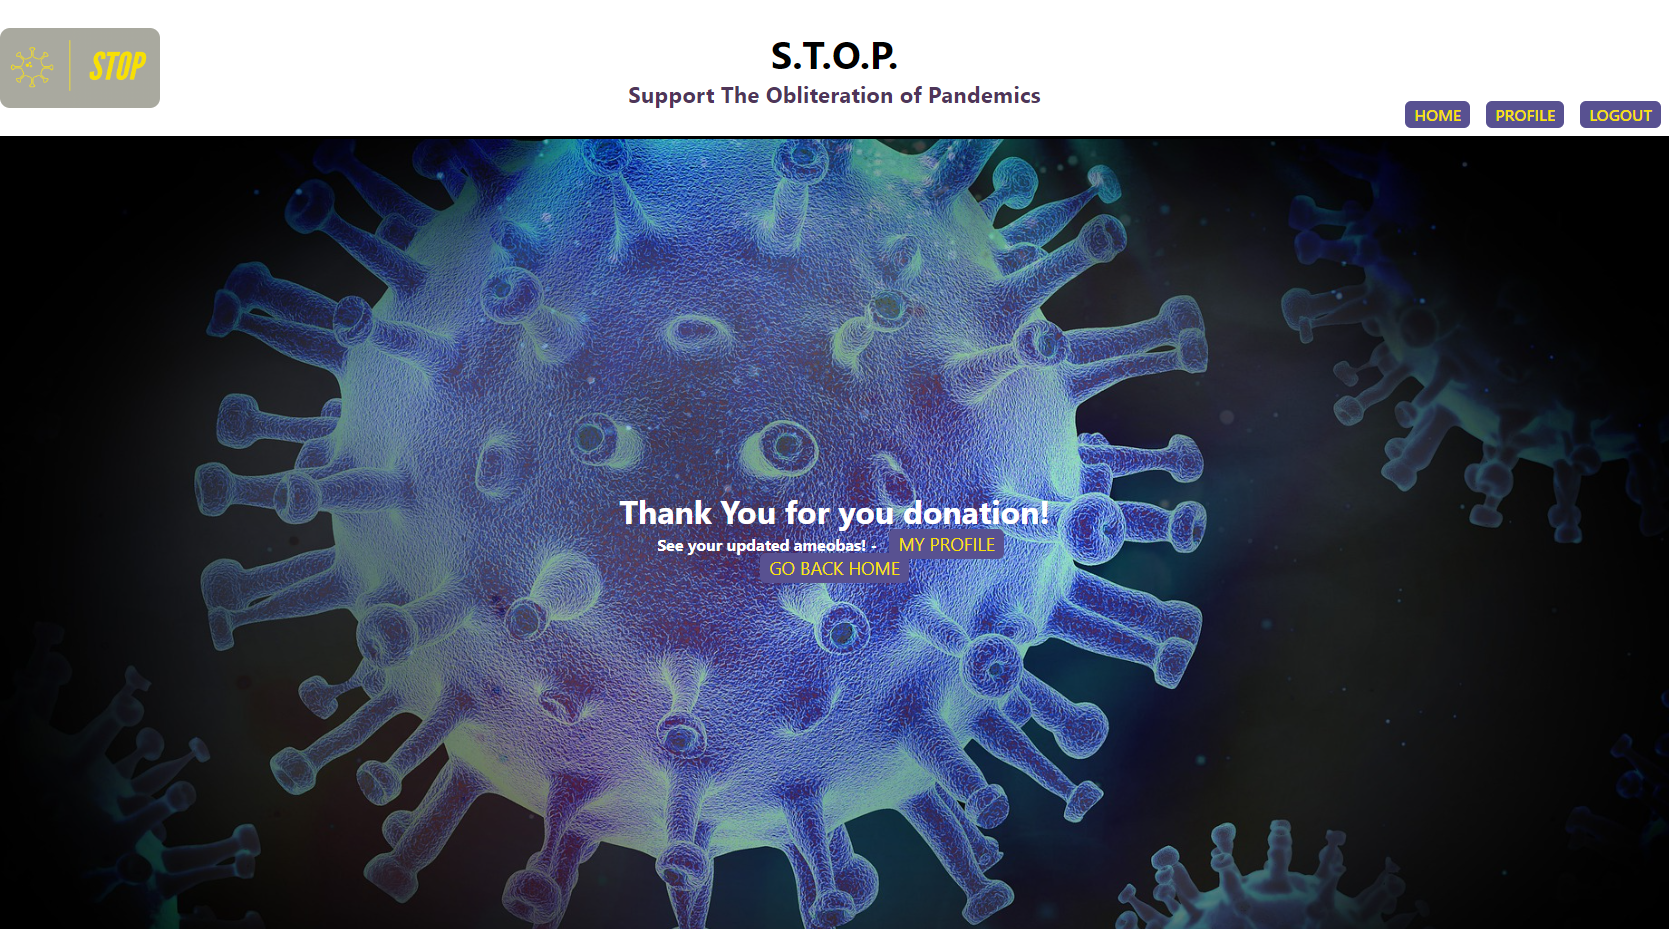 STOP
S.T.O.P.
Support The Obliteration of Pandemics
HOME PROFILE LOGOUT
Thank You for you donation!
See your updated ameobas! - MY PROFILE
GO BACK HOME